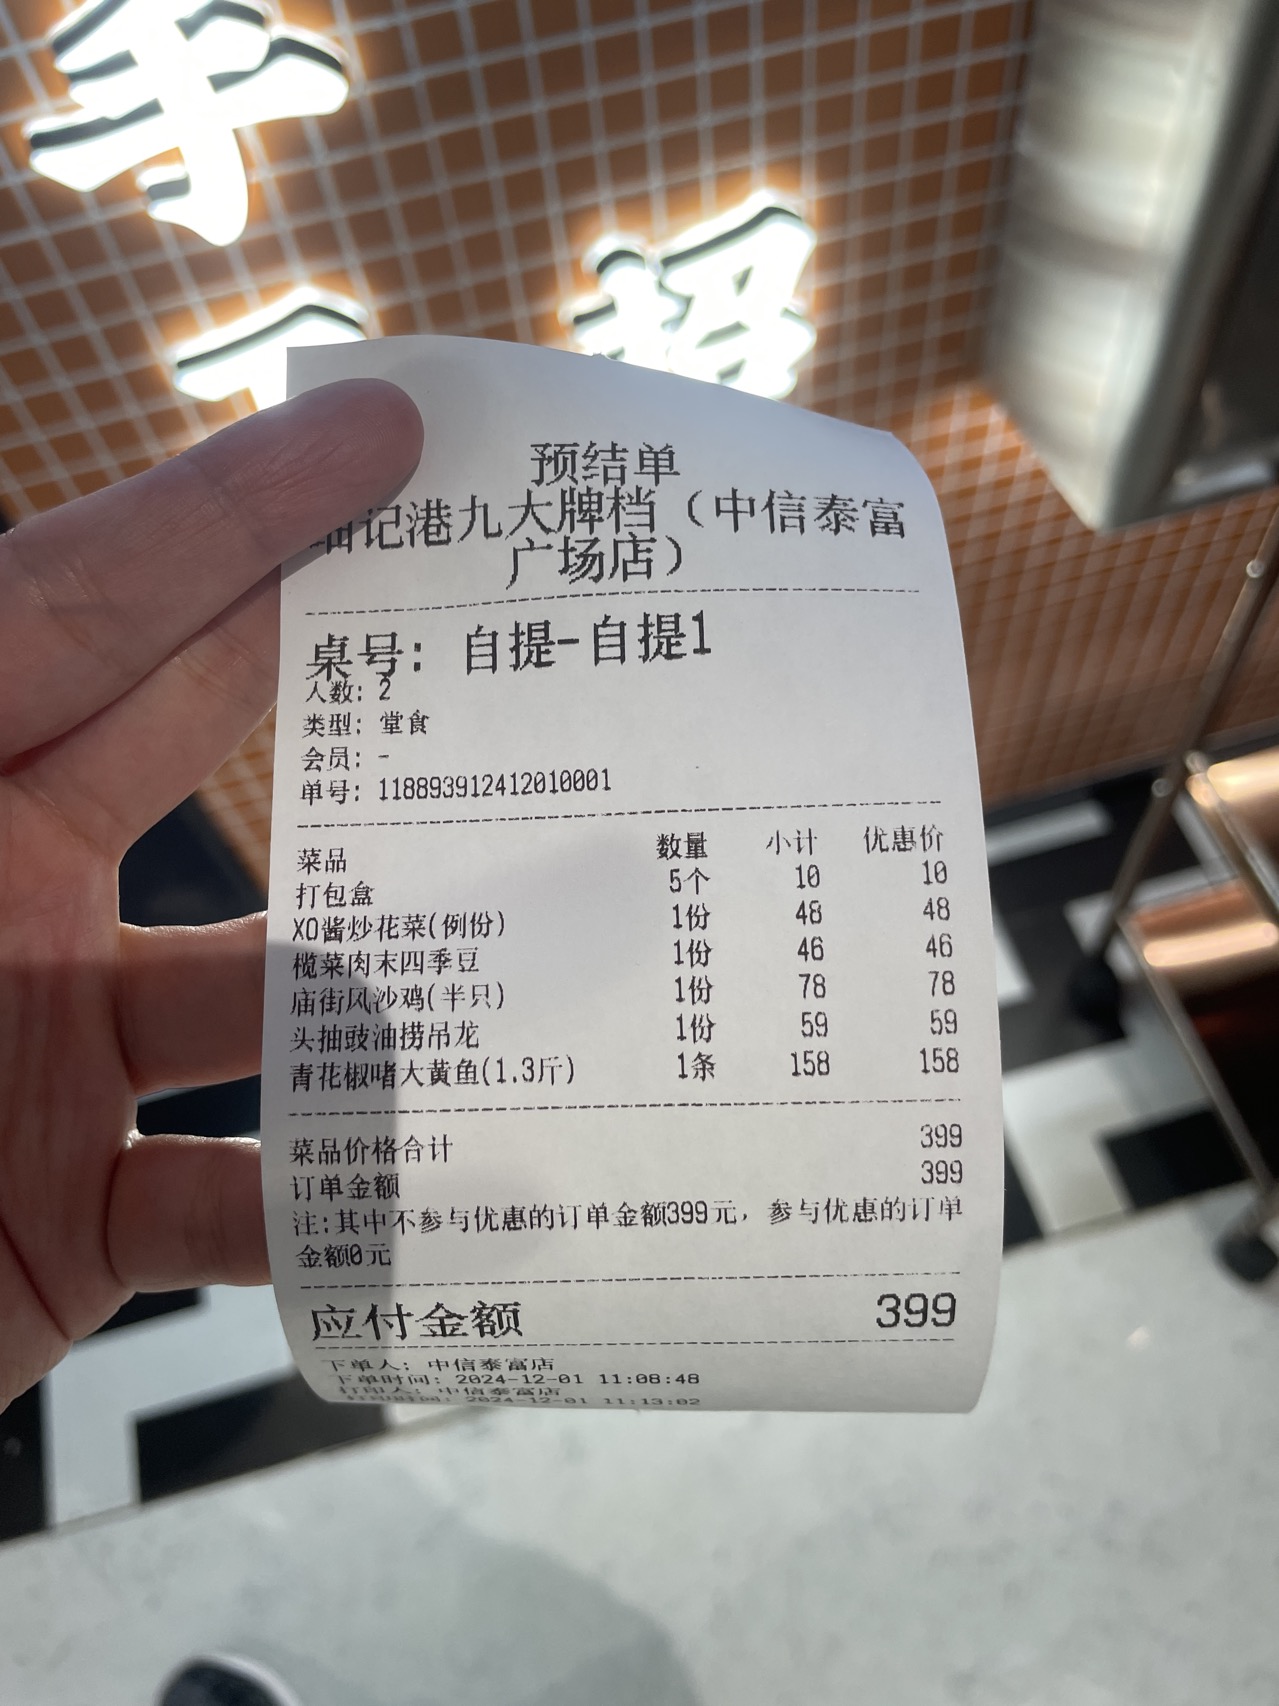 手
招
预结单
记港九大牌档（中信泰富
广场店）
桌号：自提-自提1
人数：2
类型：堂食
会员：-
单号：118893912412010001
菜品 数量 小计 优惠价
打包盒 5个 10 10
XO酱炒花菜(例份) 1份 48 48
榄菜肉末四季豆 1份 46 46
庙街风沙鸡(半只) 1份 78 78
头抽豉油捞吊龙 1份 59 59
青花椒啫大黄鱼(1.3斤) 1条 158 158
菜品价格合计 399
订单金额 399
注:其中不参与优惠的订单金额399元，参与优惠的订单
金额0元
应付金额 399
下单人：中信泰富店
下单时间：2024-12-01 11:08:48
打印人：中信泰富店
打印时间：2024-12-01 11:13:02